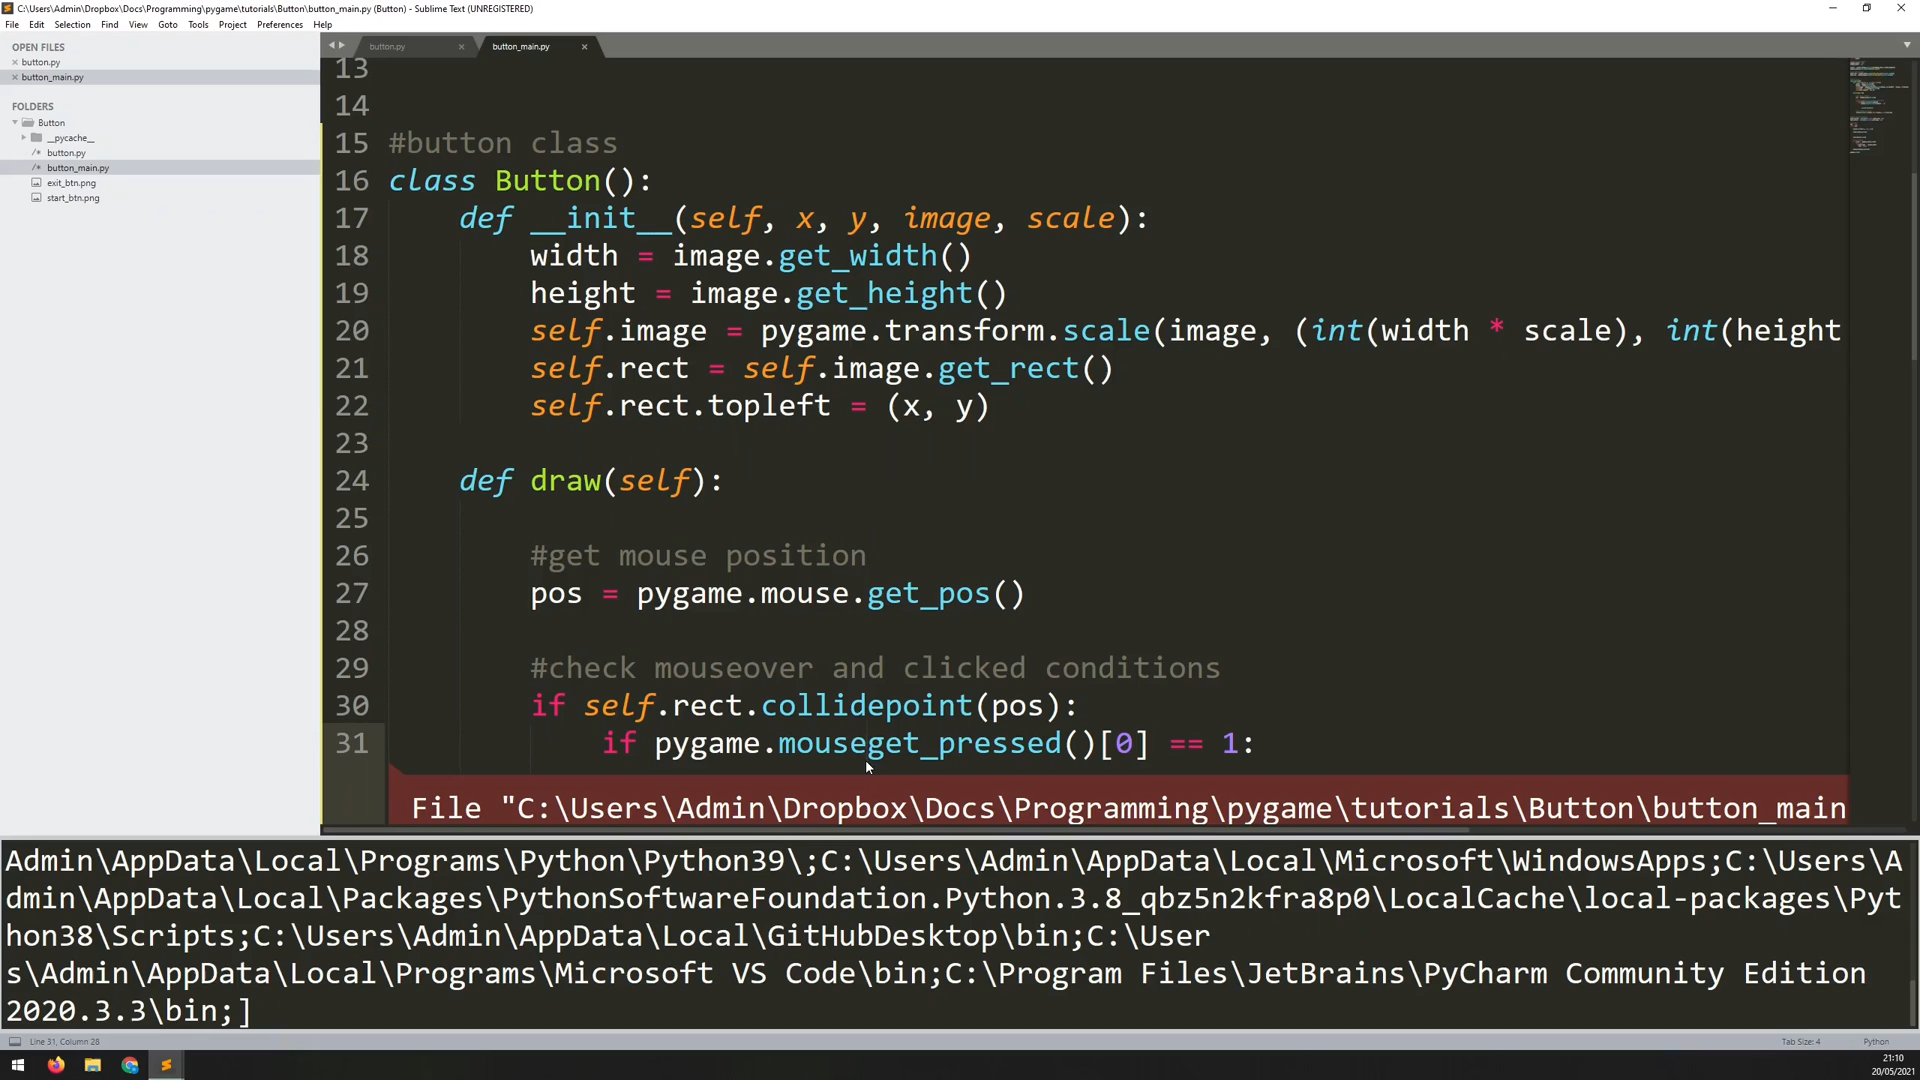 C:\Users\Admin\Dropbox\Docs\Programming\pygame\tutorials\Button\button_main.py (Button) - Sublime Text (UNREGISTERED)
File Edit Selection Find View Goto Tools Project Preferences Help
OPEN FILES
button.py
button_main.py
FOLDERS
Button
__pycache__
button.py
button_main.py
exit_btn.png
start_btn.png
button.py
button_main.py
13
14
15 #button class
16 class Button():
17 def __init__(self, x, y, image, scale):
18 width = image.get_width()
19 height = image.get_height()
20 self.image = pygame.transform.scale(image, (int(width * scale), int(height
21 self.rect = self.image.get_rect()
22 self.rect.topleft = (x, y)
23
24 def draw(self):
25
26 #get mouse position
27 pos = pygame.mouse.get_pos()
28
29 #check mouseover and clicked conditions
30 if self.rect.collidepoint(pos):
31 if pygame.mouseget_pressed()[0] == 1:
File "C:\Users\Admin\Dropbox\Docs\Programming\pygame\tutorials\Button\button_main
Admin\AppData\Local\Programs\Python\Python39\;C:\Users\Admin\AppData\Local\Microsoft\WindowsApps;C:\Users\A
dmin\AppData\Local\Packages\PythonSoftwareFoundation.Python.3.8_qbz5n2kfra8p0\LocalCache\local-packages\Pyt
hon38\Scripts;C:\Users\Admin\AppData\Local\GitHubDesktop\bin;C:\User
s\Admin\AppData\Local\Programs\Microsoft VS Code\bin;C:\Program Files\JetBrains\PyCharm Community Edition
2020.3.3\bin;]
Line 31, Column 28
Tab Size: 4
Python
21:10
20/05/2021